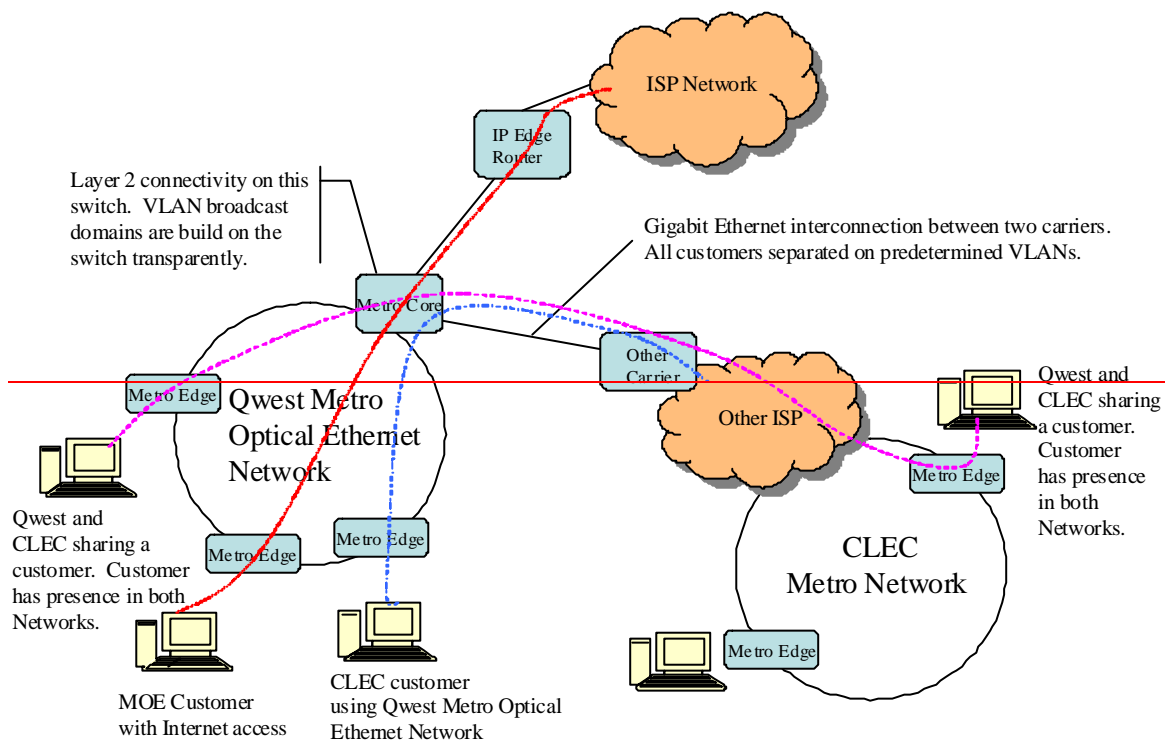 ISP Network
IP Edge
Router
Layer 2 connectivity on this
switch. VLAN broadcast
domains are build on the
switch transparently.
Gigabit Ethernet interconnection between two carriers.
All customers separated on predetermined VLANs.
Metro Core
Other
Carrier
Metro Edge
Qwest Metro
Optical Ethernet
Network
Other ISP
Qwest and
CLEC sharing
a customer.
Customer
has presence
in both
Networks.
Metro Edge
Qwest and
CLEC sharing a
customer. Customer
has presence in both
Networks.
Metro Edge
Metro Edge
CLEC
Metro Network
Metro Edge
MOE Customer
with Internet access
CLEC customer
using Qwest Metro Optical
Ethernet Network